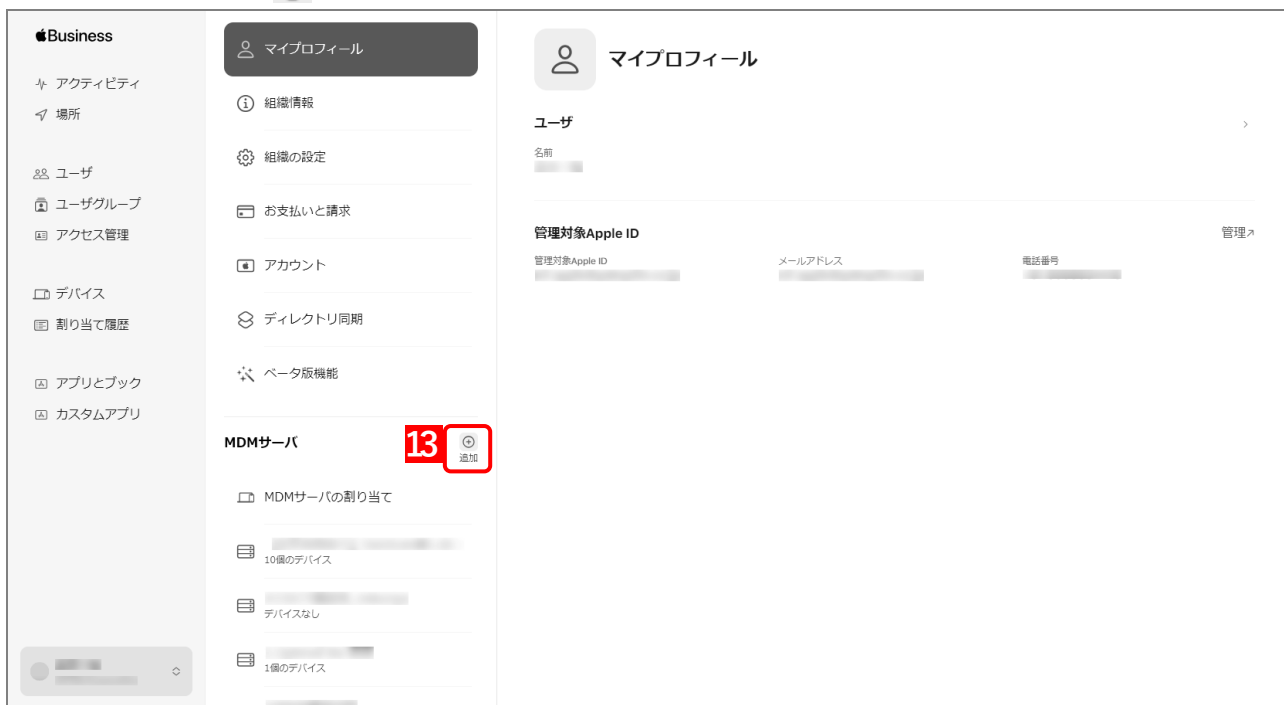 Business
アクティビティ
場所
ユーザ
ユーザグループ
アクセス管理
デバイス
割り当て履歴
アプリとブック
カスタムアプリ
マイプロフィール
組織情報
組織の設定
お支払いと請求
アカウント
ディレクトリ同期
ベータ版機能
MDMサーバ
13
追加
MDMサーバの割り当て
10個のデバイス
デバイスなし
1個のデバイス
マイプロフィール
ユーザ
名前
管理対象Apple ID
管理↗
管理対象Apple ID
メールアドレス
電話番号